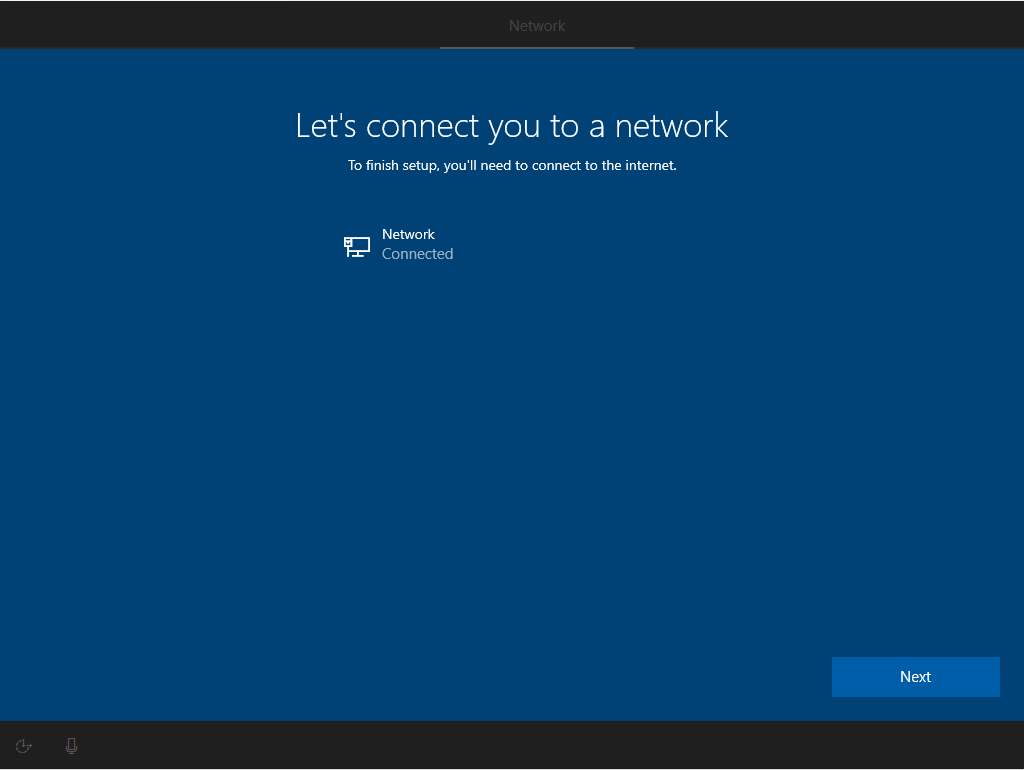 Network
Let's connect you to a network
To finish setup, you'll need to connect to the internet.
Network
Connected
Next